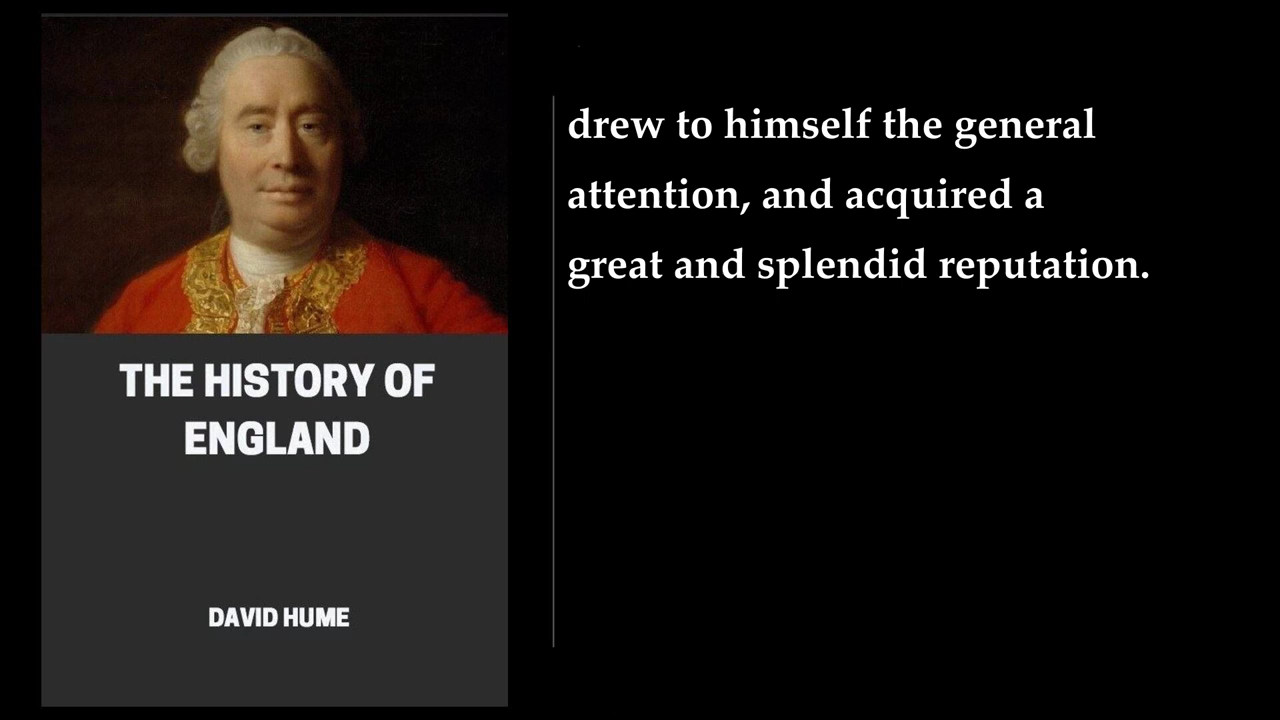 THE HISTORY OF
ENGLAND
DAVID HUME
drew to himself the general
attention, and acquired a
great and splendid reputation.